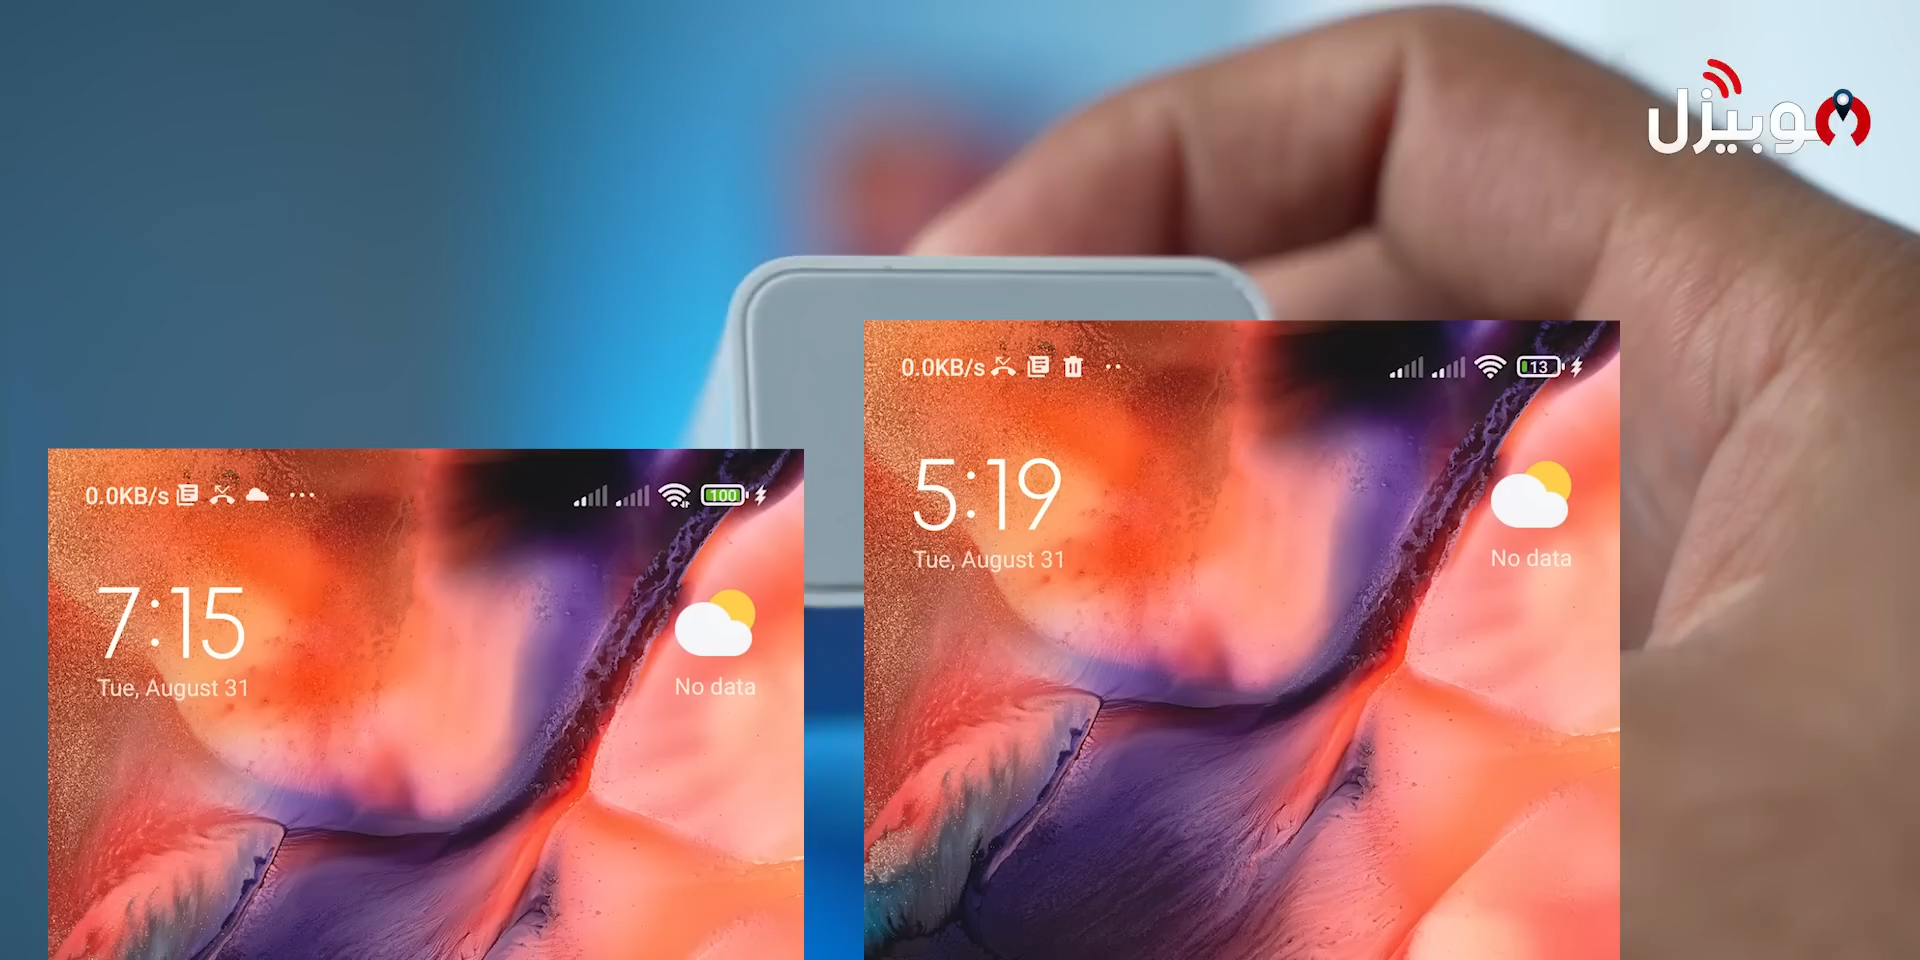 موبيزل
0.0KB/s
13
5:19
Tue, August 31
No data
0.0KB/s
100
7:15
Tue, August 31
No data